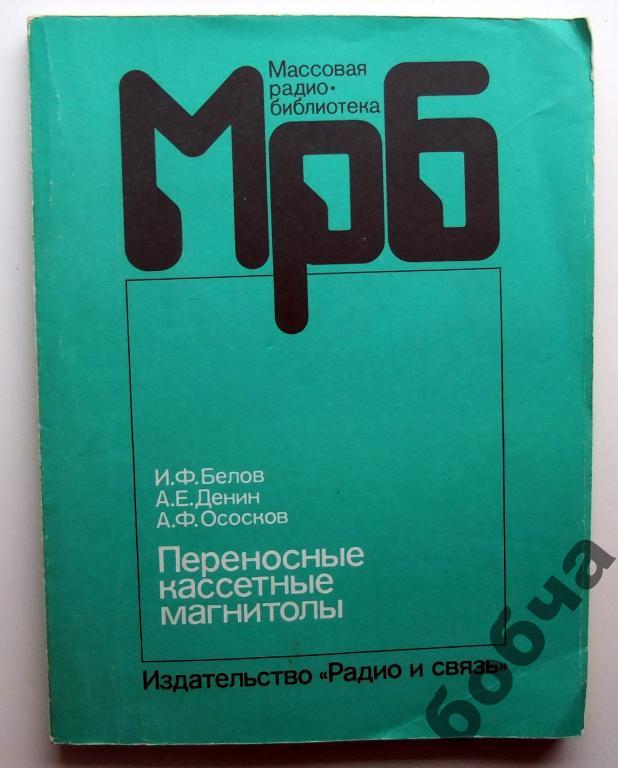 Массовая
радио-
библиотека
Мрб
И.Ф.Белов
А.Е.Денин
А.Ф.Ососков
Переносные
кассетные
магнитолы
Издательство «Радио и связь»
бобча